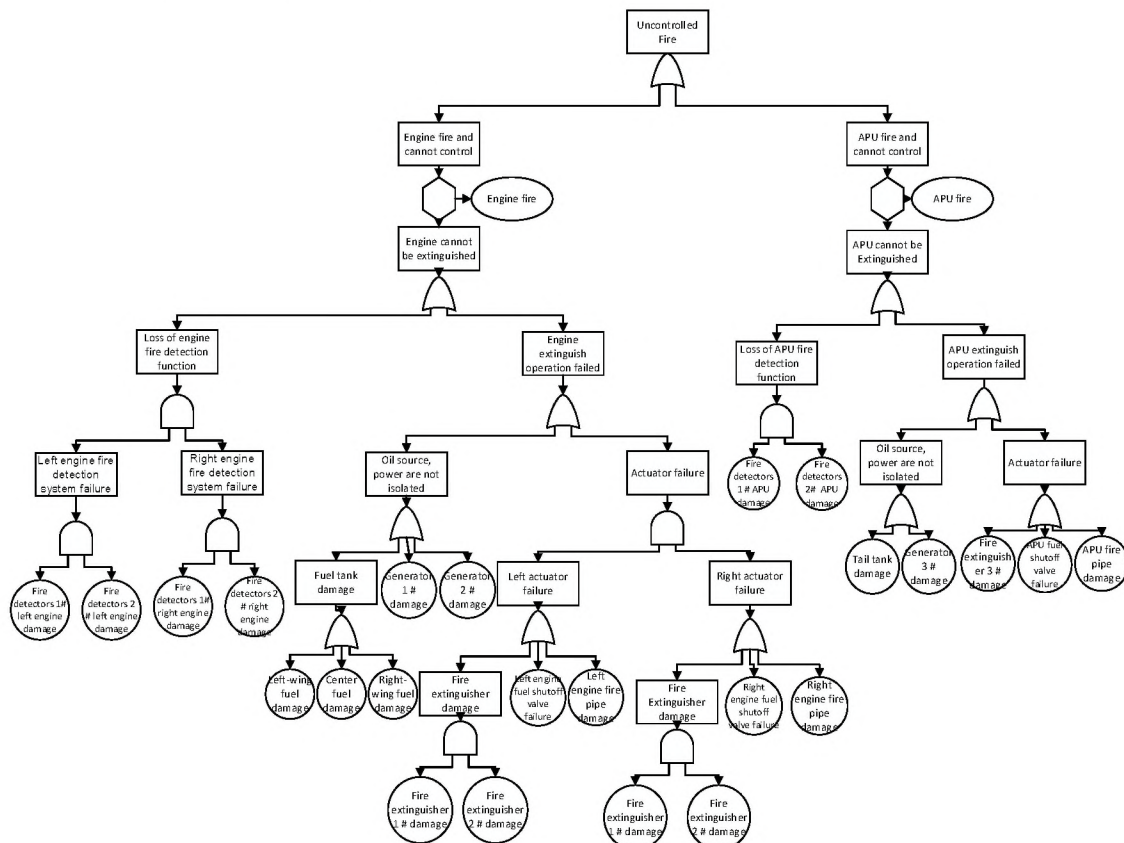 Uncontrolled
Fire
Engine fire and
cannot control
APU fire and
cannot control
Engine fire
APU fire
Engine cannot
be extinguished
APU cannot be
Extinguished
Loss of engine
fire detection
function
Engine
extinguish
operation failed
Loss of APU fire
detection
function
APU extinguish
operation failed
Left engine fire
detection
system failure
Right engine
fire detection
system failure
Oil source,
power are not
isolated
Actuator failure
Fire
detectors
1 # APU
damage
Fire
detectors
2# APU
damage
Oil source,
power are not
isolated
Actuator failure
Fire
detectors 1#
left engine
damage
Fire
detectors 2
# left engine
damage
Fire
detectors 1#
right engine
damage
Fire
detectors 2
# right
engine
damage
Fuel tank
damage
Generator
1 #
damage
Generator
2 # damage
Left actuator
failure
Right actuator
failure
Tail tank
damage
Generator
3 #
damage
Fire
extinguish
er 3 #
damage
APU fuel
shutoff
valve
failure
APU fire
pipe
damage
Left-wing
fuel
damage
Center
fuel
damage
Right-
wing fuel
damage
Fire
extinguisher
damage
Left engine
fuel shutoff
valve
failure
Left
engine fire
pipe
damage
Fire
Extinguisher
damage
Right
engine fuel
shutoff
valve failure
Right
engine fire
pipe
damage
Fire
extinguisher
1 # damage
Fire
extinguisher
2 # damage
Fire
extinguisher
1 # damage
Fire
extinguisher
2 # damage